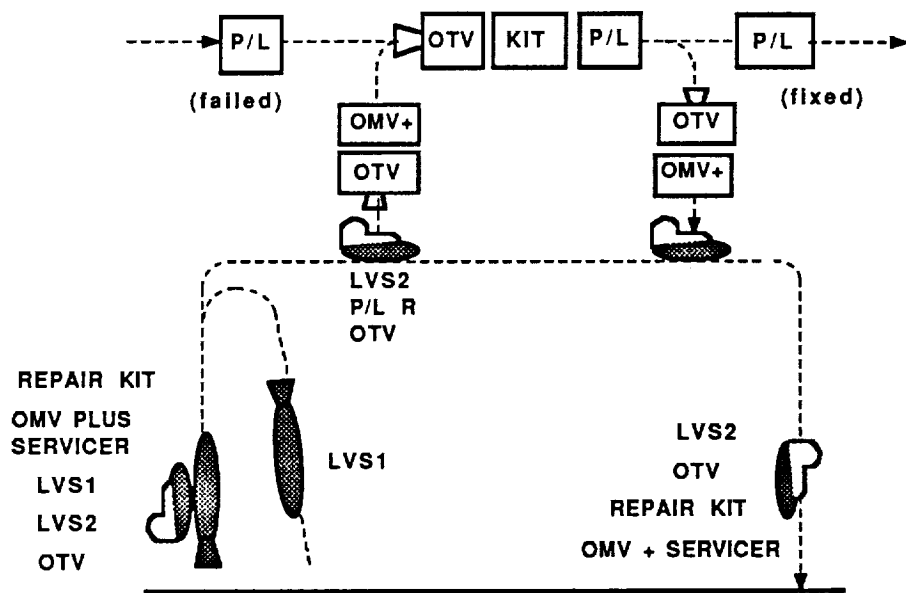 P/L
OTV
KIT
P/L
P/L
(failed)
(fixed)
OMV+
OTV
OTV
OMV+
LVS2
P/L R
OTV
REPAIR KIT
OMV PLUS
SERVICER
LVS1
LVS2
OTV
LVS1
LVS2
OTV
REPAIR KIT
OMV + SERVICER